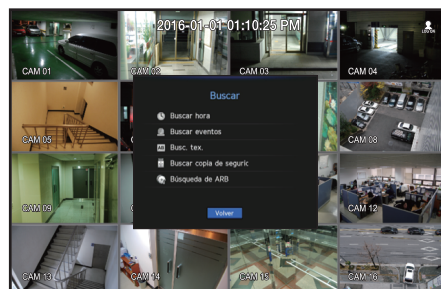 2016-01-01 01:10:25 PM
LOG ON
CAM 01
CAM 02
CAM 03
CAM 04
Buscar
Buscar hora
Buscar eventos
AB Busc. tex.
Buscar copia de seguric
Búsqueda de ARB
Volver
CAM 05
CAM 08
CAM 09
CAM 12
CAM 13
CAM 14
CAM 15
CAM 16